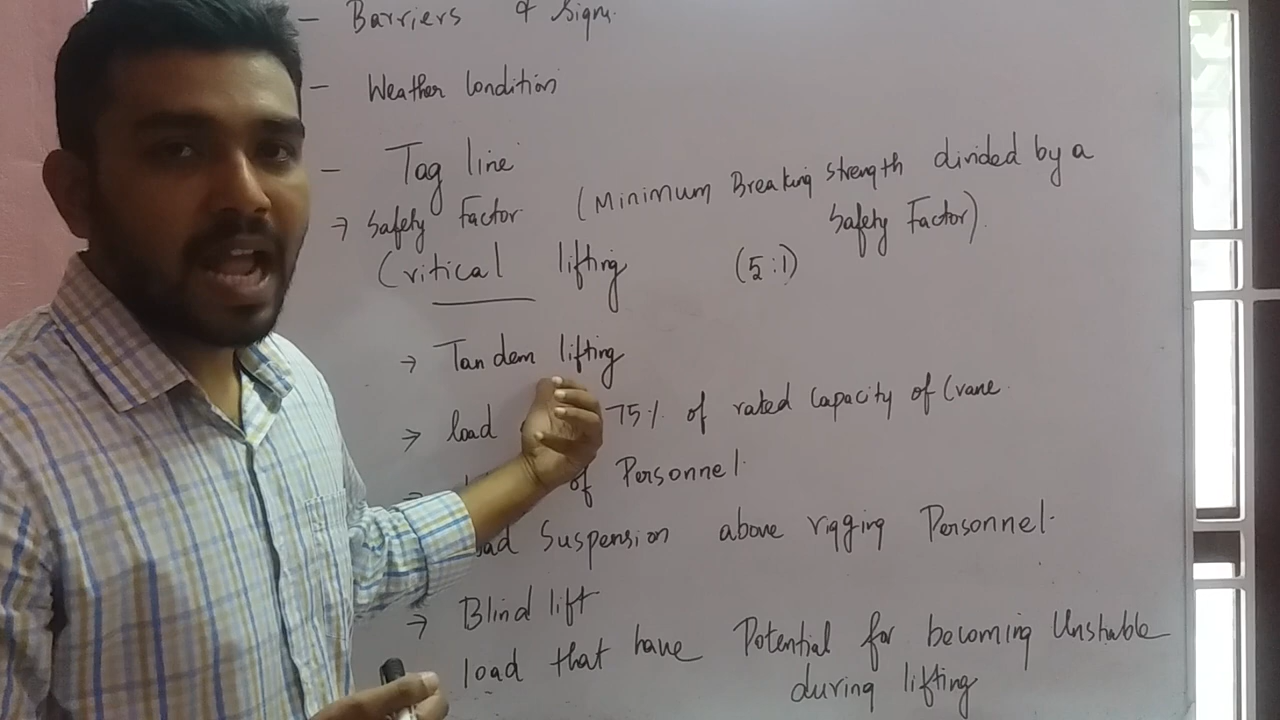 - Barriers & Sign.
- Weather Condition
- Tag line
→ Safety Factor (Minimum Breaking strength divided by a
Safety Factor).
Critical lifting (5:1)
→ Tandem lifting
→ load 75% of rated Capacity of Crane.
→ of Personnel.
Suspension above rigging Personnel.
→ Blind lift
load that have Potential for becoming Unstable
during lifting